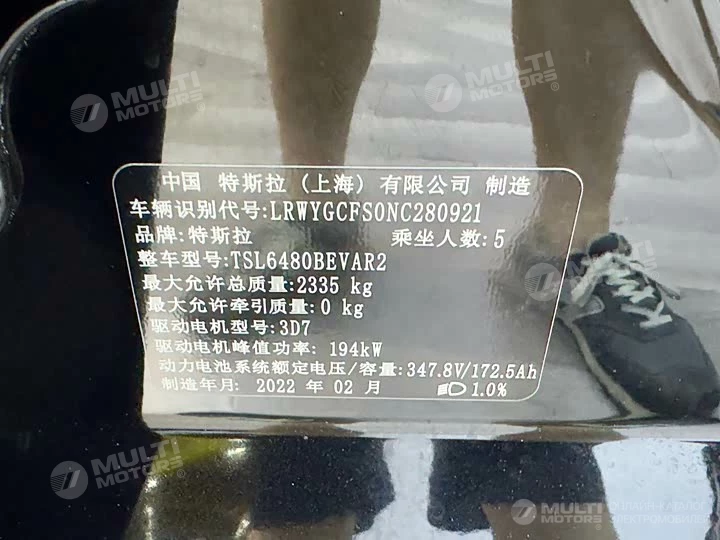 MULTI
MOTORS®
MULTI
MOTORS®
中国 特斯拉 (上海) 有限公司 制造
车辆识别代号:LRWYGCFS0NC280921
品牌:特斯拉 乘坐人数:5
整车型号:TSL6480BEVAR2
最大允许总质量:2335 kg
最大允许牵引质量:0 kg
驱动电机型号:3D7
驱动电机峰值功率: 194kW
动力电池系统额定电压/容量:347.8V/172.5Ah
制造年月: 2022 年 02 月 1.0%
MULTI
MOTORS®
MULTI
MOTORS®
MULTI
MOTORS
ОНЛАЙН-КАТАЛОГ
ЭЛЕКТРОМОБИЛЕЙ